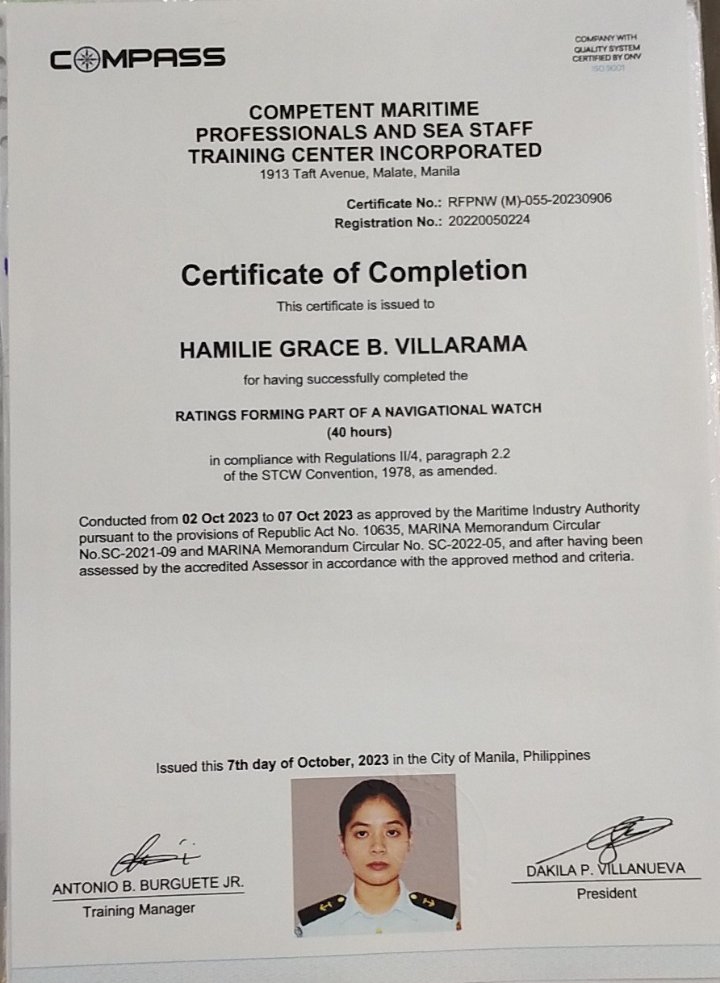 COMPASS
COMPANY WITH
QUALITY SYSTEM
CERTIFIED BY DNV
ISO 9001
COMPETENT MARITIME
PROFESSIONALS AND SEA STAFF
TRAINING CENTER INCORPORATED
1913 Taft Avenue, Malate, Manila
Certificate No.: RFPNW (M)-055-20230906
Registration No.: 20220050224
Certificate of Completion
This certificate is issued to
HAMILIE GRACE B. VILLARAMA
for having successfully completed the
RATINGS FORMING PART OF A NAVIGATIONAL WATCH
(40 hours)
in compliance with Regulations II/4, paragraph 2.2
of the STCW Convention, 1978, as amended.
Conducted from 02 Oct 2023 to 07 Oct 2023 as approved by the Maritime Industry Authority
pursuant to the provisions of Republic Act No. 10635, MARINA Memorandum Circular
No.SC-2021-09 and MARINA Memorandum Circular No. SC-2022-05, and after having been
assessed by the accredited Assessor in accordance with the approved method and criteria.
Issued this 7th day of October, 2023 in the City of Manila, Philippines
ANTONIO B. BURGUETE JR.
Training Manager
DAKILA P. VILLANUEVA
President